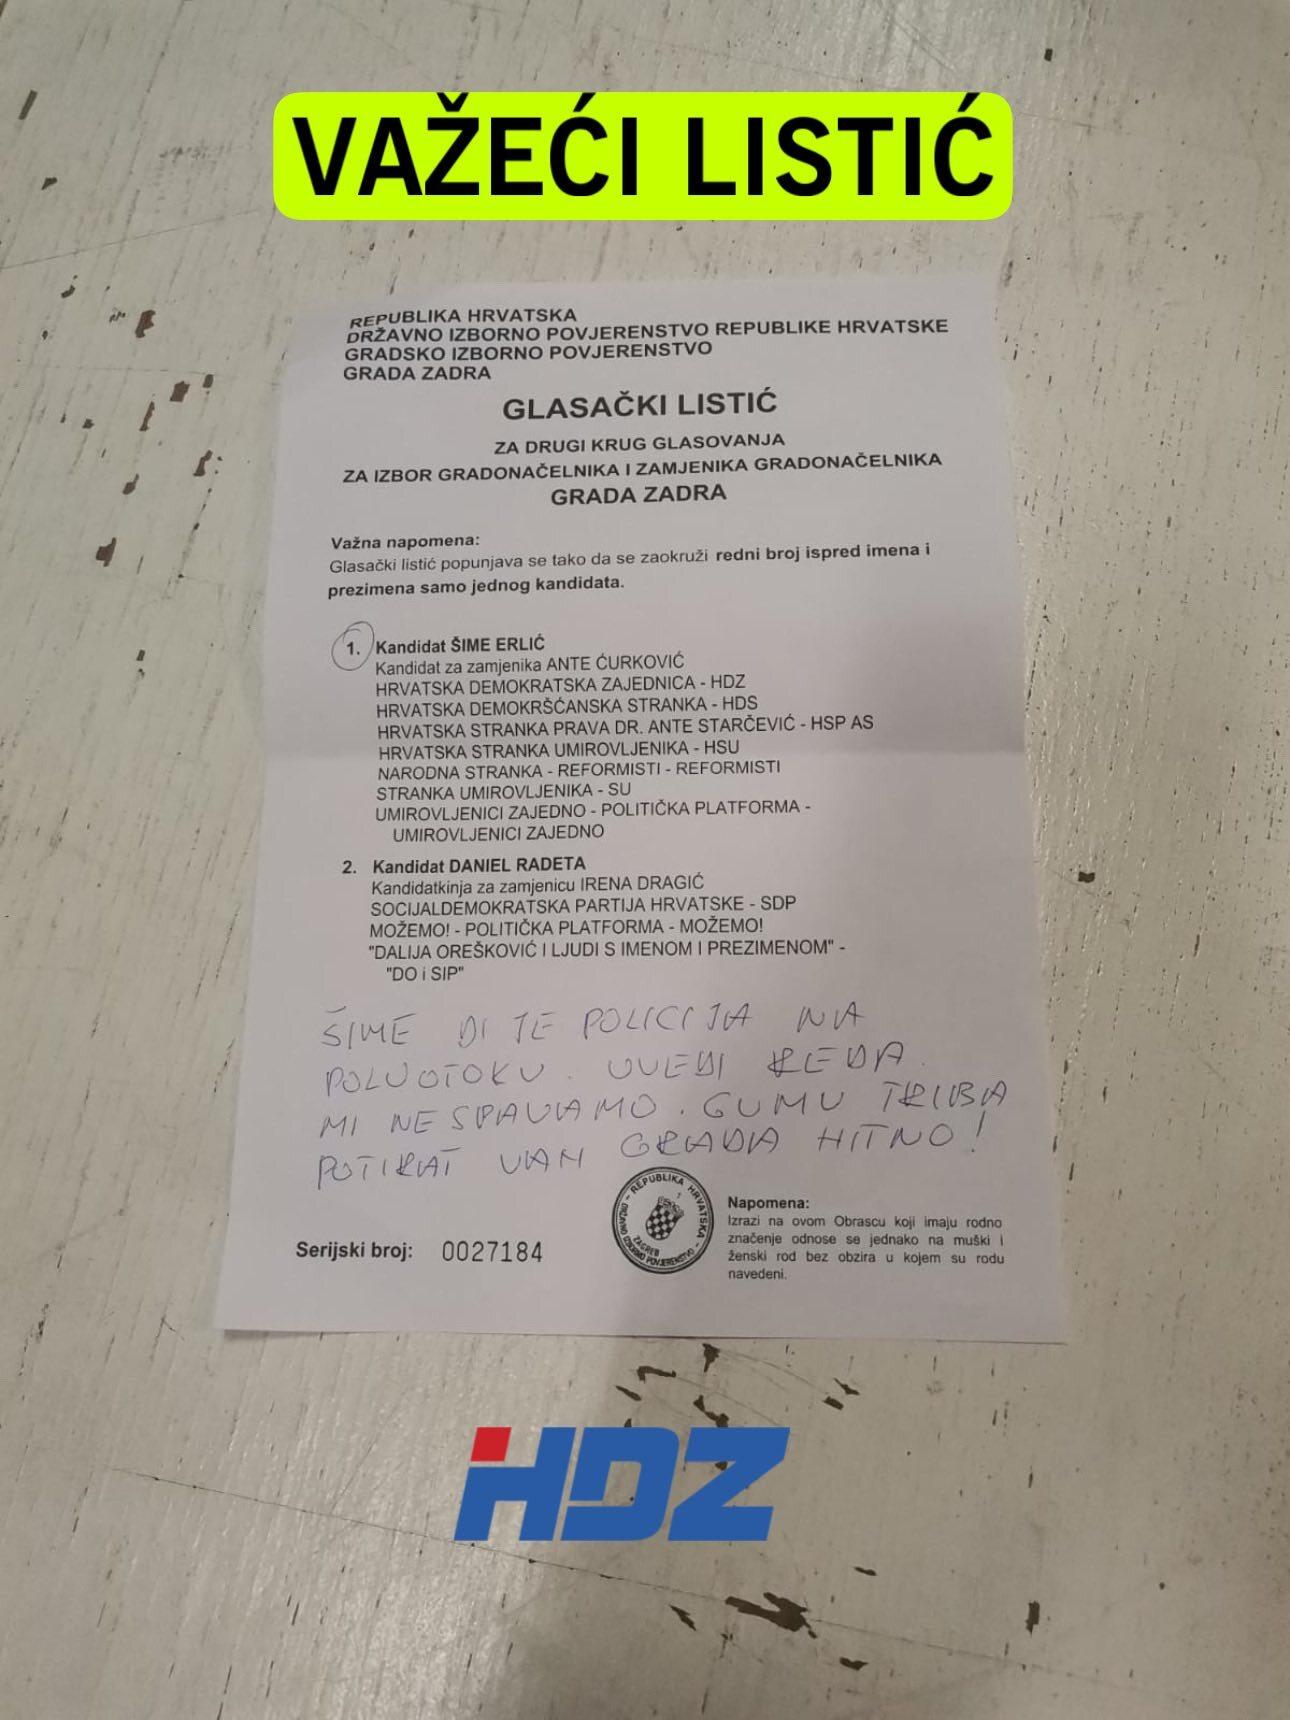 VAŽEĆI LISTIĆ
REPUBLIKA HRVATSKA
DRŽAVNO IZBORNO POVJERENSTVO REPUBLIKE HRVATSKE
GRADSKO IZBORNO POVJERENSTVO
GRADA ZADRA
GLASAČKI LISTIĆ
ZA DRUGI KRUG GLASOVANJA
ZA IZBOR GRADONAČELNIKA I ZAMJENIKA GRADONAČELNIKA
GRADA ZADRA
Važna napomena:
Glasački listić popunjava se tako da se zaokruži redni broj ispred imena i
prezimena samo jednog kandidata.
1. Kandidat ŠIME ERLIĆ
Kandidat za zamjenika ANTE ĆURKOVIĆ
HRVATSKA DEMOKRATSKA ZAJEDNICA - HDZ
HRVATSKA DEMOKRŠĆANSKA STRANKA - HDS
HRVATSKA STRANKA PRAVA DR. ANTE STARČEVIĆ - HSP AS
HRVATSKA STRANKA UMIROVLJENIKA - HSU
NARODNA STRANKA - REFORMISTI - REFORMISTI
STRANKA UMIROVLJENIKA - SU
UMIROVLJENICI ZAJEDNO - POLITIČKA PLATFORMA -
UMIROVLJENICI ZAJEDNO
2. Kandidat DANIEL RADETA
Kandidatkinja za zamjenicu IRENA DRAGIĆ
SOCIJALDEMOKRATSKA PARTIJA HRVATSKE - SDP
MOŽEMO! - POLITIČKA PLATFORMA - MOŽEMO!
"DALIJA OREŠKOVIĆ I LJUDI S IMENOM I PREZIMENOM" -
"DO i SIP"
ŠIME DI JE POLICIJA NA
POLUOTOKU. UVEDI REDA.
MI NE SPAVAMO. GUMU TRIBA
POTIRAT VAN GRADA HITNO!
REPUBLIKA HRVATSKA - DRŽAVNO IZBORNO POVJERENSTVO -
1
ZAGREB
Napomena:
Izrazi na ovom Obrascu koji imaju rodno
značenje odnose se jednako na muški i
ženski rod bez obzira u kojem su rodu
navedeni.
Serijski broj: 0027184
HDZ